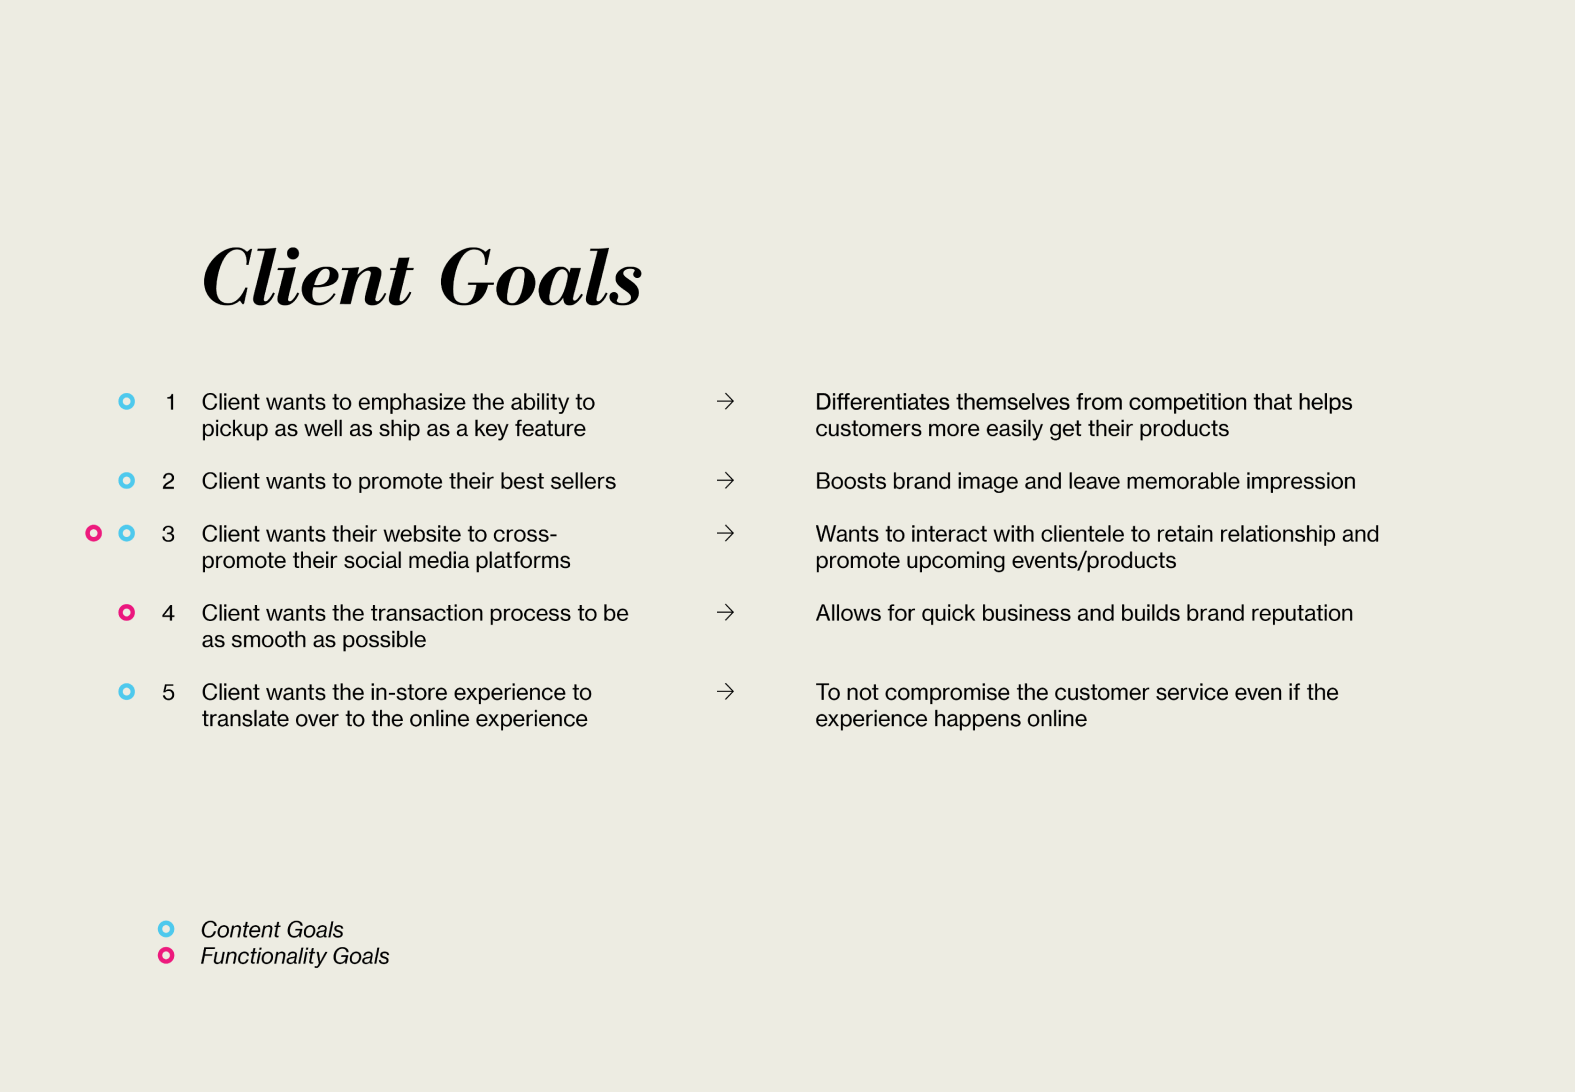 Client Goals
1 Client wants to emphasize the ability to → Differentiates themselves from competition that helps
pickup as well as ship as a key feature customers more easily get their products
2 Client wants to promote their best sellers → Boosts brand image and leave memorable impression
3 Client wants their website to cross- → Wants to interact with clientele to retain relationship and
promote their social media platforms promote upcoming events/products
4 Client wants the transaction process to be → Allows for quick business and builds brand reputation
as smooth as possible
5 Client wants the in-store experience to → To not compromise the customer service even if the
translate over to the online experience experience happens online
Content Goals
Functionality Goals